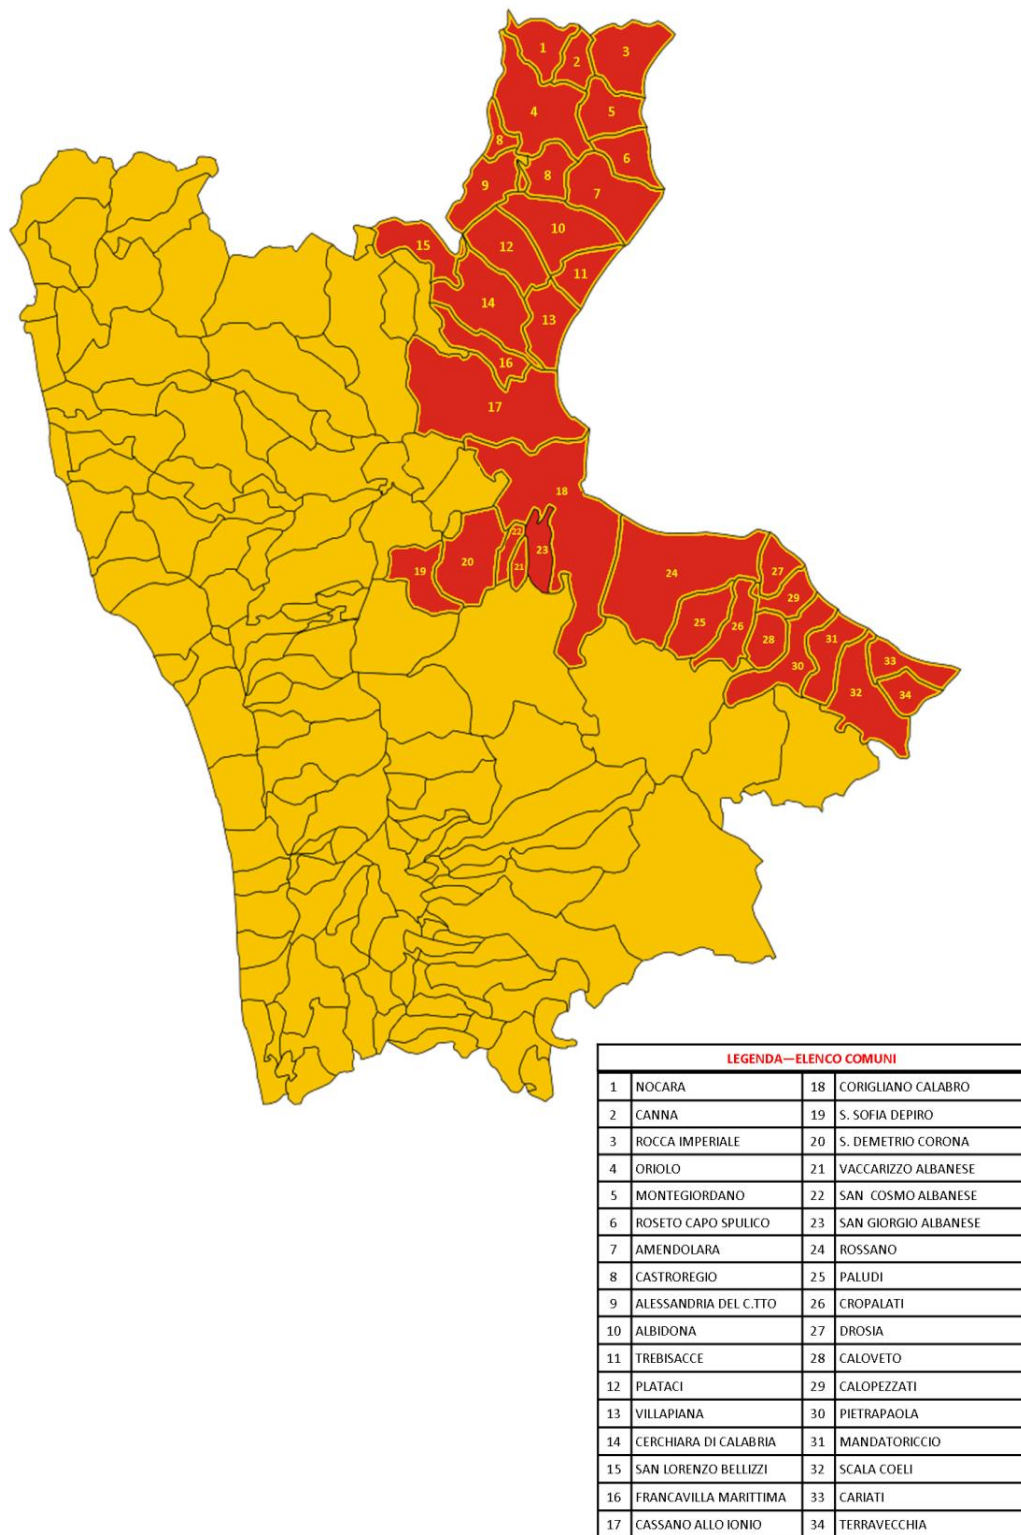 1
2
3
4
5
8
6
9
8
7
10
15
12
11
14
13
16
17
18
22
23
19
20
21
24
27
29
25
26
28
31
30
33
32
34
LEGENDA—ELENCO COMUNI
1 NOCARA 18 CORIGLIANO CALABRO
2 CANNA 19 S. SOFIA DEPIRO
3 ROCCA IMPERIALE 20 S. DEMETRIO CORONA
4 ORIOLO 21 VACCARIZZO ALBANESE
5 MONTEGIORDANO 22 SAN COSMO ALBANESE
6 ROSETO CAPO SPULICO 23 SAN GIORGIO ALBANESE
7 AMENDOLARA 24 ROSSANO
8 CASTROREGIO 25 PALUDI
9 ALESSANDRIA DEL C.TTO 26 CROPALATI
10 ALBIDONA 27 DROSIA
11 TREBISACCE 28 CALOVETO
12 PLATACI 29 CALOPEZZATI
13 VILLAPIANA 30 PIETRAPAOLA
14 CERCHIARA DI CALABRIA 31 MANDATORICCIO
15 SAN LORENZO BELLIZZI 32 SCALA COELI
16 FRANCAVILLA MARITTIMA 33 CARIATI
17 CASSANO ALLO IONIO 34 TERRAVECCHIA